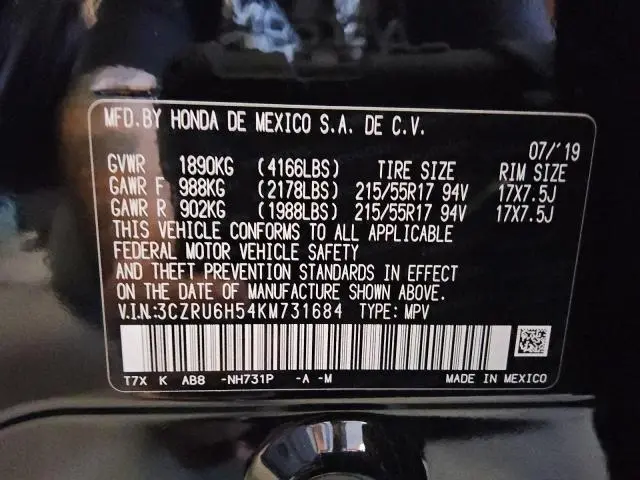 MFD.BY HONDA DE MEXICO S.A. DE C.V.
07/'19
GVWR 1890KG (4166LBS) TIRE SIZE RIM SIZE
GAWR F 988KG (2178LBS) 215/55R17 94V 17X7.5J
GAWR R 902KG (1988LBS) 215/55R17 94V 17X7.5J
THIS VEHICLE CONFORMS TO ALL APPLICABLE
FEDERAL MOTOR VEHICLE SAFETY
AND THEFT PREVENTION STANDARDS IN EFFECT
ON THE DATE OF MANUFACTURE SHOWN ABOVE.
V.I.N.:3CZRU6H54KM731684 TYPE: MPV
T7X K AB8 -NH731P -A -M MADE IN MEXICO